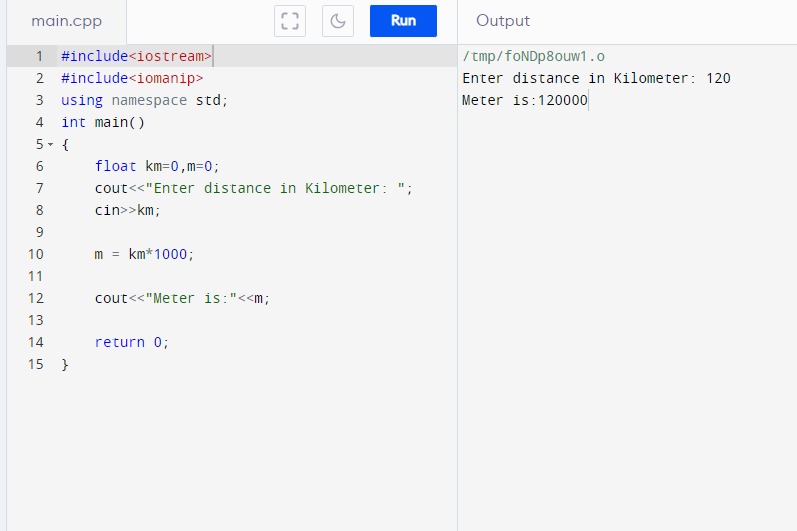 main.cpp
Run
Output
1 #include<iostream>
2 #include<iomanip>
3 using namespace std;
4 int main()
5 {
6 float km=0,m=0;
7 cout<<"Enter distance in Kilometer: ";
8 cin>>km;
9
10 m = km*1000;
11
12 cout<<"Meter is:"<<m;
13
14 return 0;
15 }
/tmp/foNDp8ouw1.o
Enter distance in Kilometer: 120
Meter is:120000